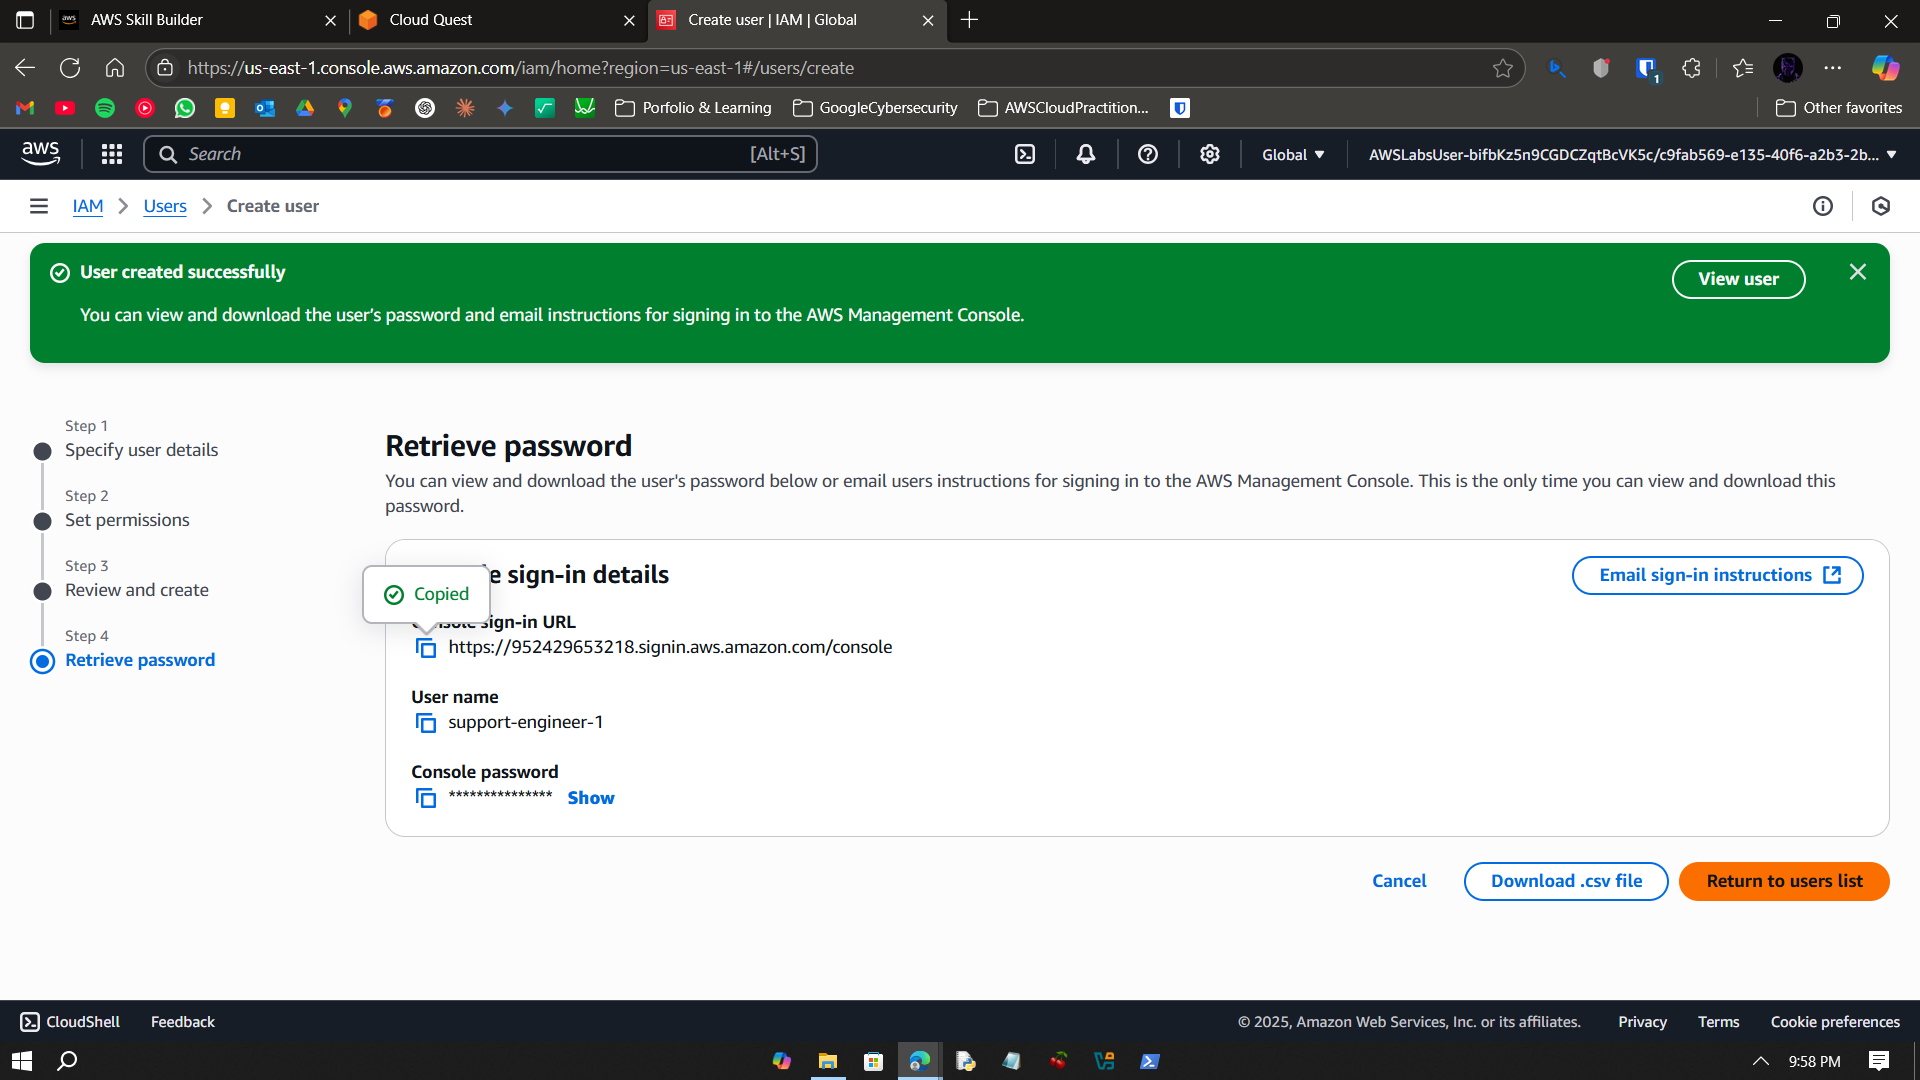 AWS Skill Builder
Cloud Quest
Create user | IAM | Global
https://us-east-1.console.aws.amazon.com/iam/home?region=us-east-1#/users/create
1
Porfolio & Learning
GoogleCybersecurity
AWSCloudPractition...
Other favorites
aws
Search
[Alt+S]
Global
AWSLabsUser-bifbKz5n9CGDCZqtBcVK5c/c9fab569-e135-40f6-a2b3-2b...
IAM
Users
Create user
User created successfully
View user
You can view and download the user's password and email instructions for signing in to the AWS Management Console.
Step 1
Specify user details
Step 2
Set permissions
Step 3
Review and create
Step 4
Retrieve password
Retrieve password
You can view and download the user's password below or email users instructions for signing in to the AWS Management Console. This is the only time you can view and download this
password.
e sign-in details
Email sign-in instructions
Copied
sign-in URL
https://952429653218.signin.aws.amazon.com/console
User name
support-engineer-1
Console password
*************** Show
Cancel
Download .csv file
Return to users list
CloudShell
Feedback
© 2025, Amazon Web Services, Inc. or its affiliates.
Privacy
Terms
Cookie preferences
9:58 PM